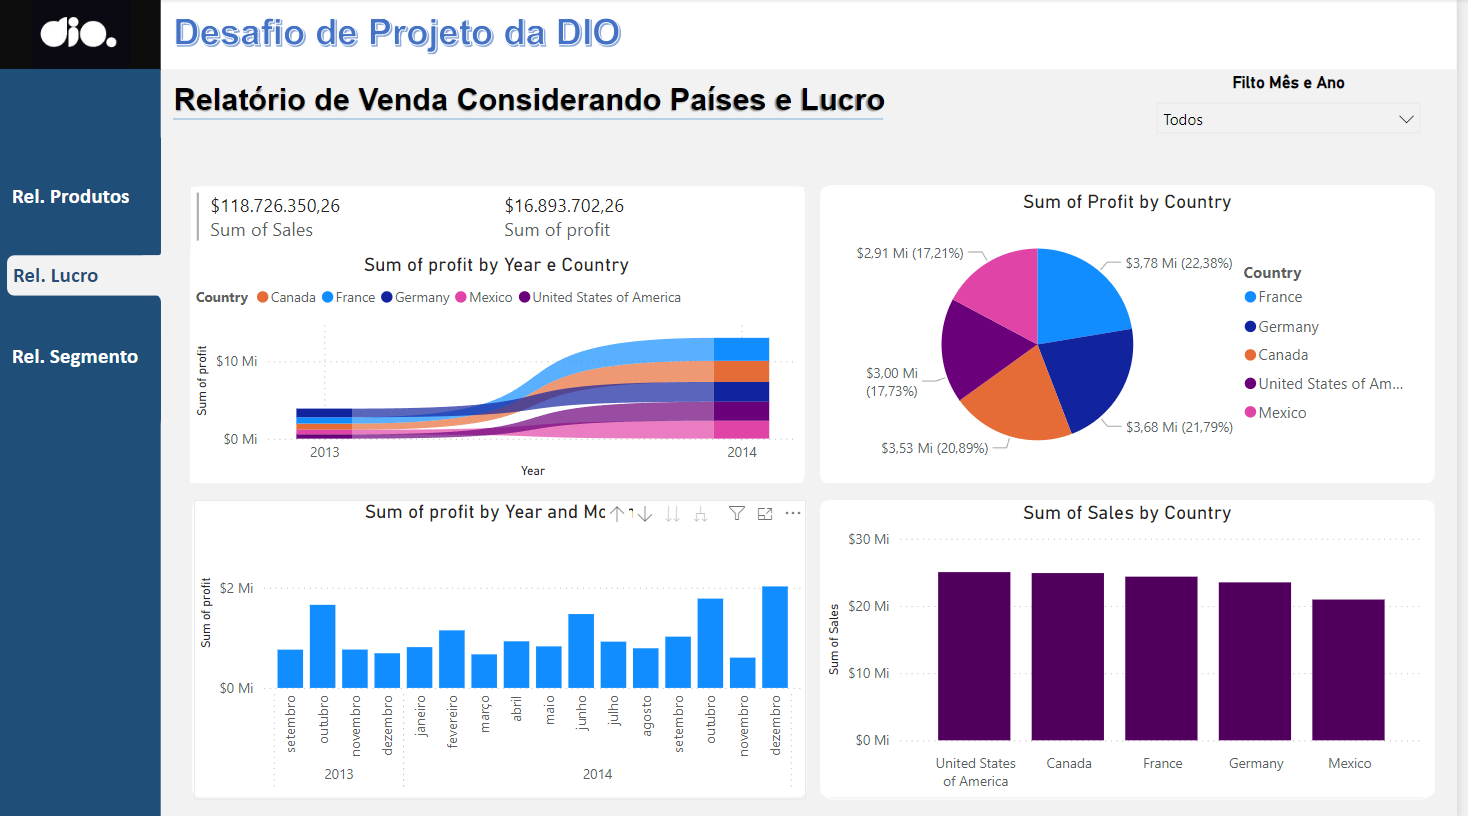 dio.
Desafio de Projeto da DIO
Relatório de Venda Considerando Países e Lucro
Filto Mês e Ano
Todos
Rel. Produtos
Rel. Lucro
Rel. Segmento
$118.726.350,26
Sum of Sales
$16.893.702,26
Sum of profit
Sum of profit by Year e Country
Country Canada France Germany Mexico United States of America
Sum of profit
$10 Mi
$0 Mi
2013
2014
Year
Sum of Profit by Country
$2,91 Mi (17,21%)
$3,78 Mi (22,38%)
$3,00 Mi
(17,73%)
$3,53 Mi (20,89%)
$3,68 Mi (21,79%)
Country
France
Germany
Canada
United States of Am...
Mexico
Sum of profit by Year and Mo
Sum of profit
$2 Mi
$0 Mi
setembro
outubro
novembro
dezembro
janeiro
fevereiro
março
abril
maio
junho
julho
agosto
setembro
outubro
novembro
dezembro
2013
2014
Sum of Sales by Country
Sum of Sales
$30 Mi
$20 Mi
$10 Mi
$0 Mi
United States
of America
Canada
France
Germany
Mexico